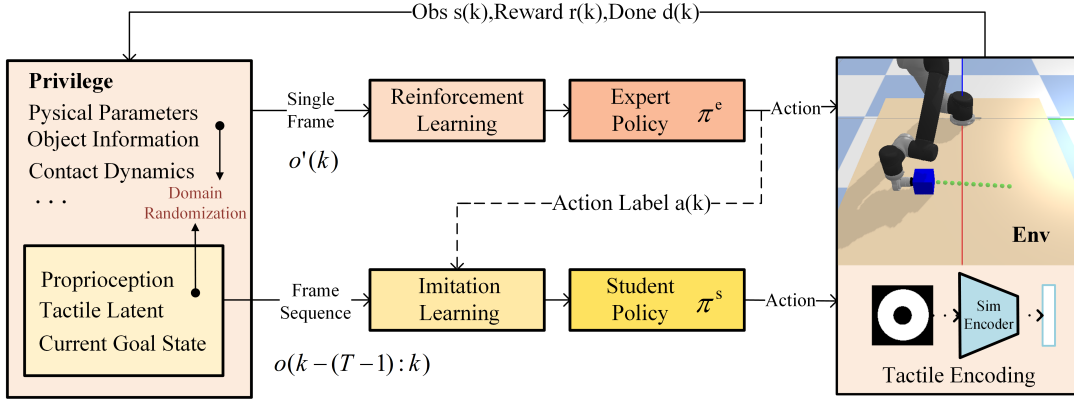 Obs s(k),Reward r(k),Done d(k)
Privilege
Pysical Parameters
Object Information
Contact Dynamics
. . .
Domain
Randomization
Proprioception
Tactile Latent
Current Goal State
Single
Frame
o'(k)
Reinforcement
Learning
Expert
Policy π^e
Action
Action Label a(k)
Frame
Sequence
o(k−(T−1):k)
Imitation
Learning
Student
Policy π^s
Action
Env
Sim
Encoder
Tactile Encoding